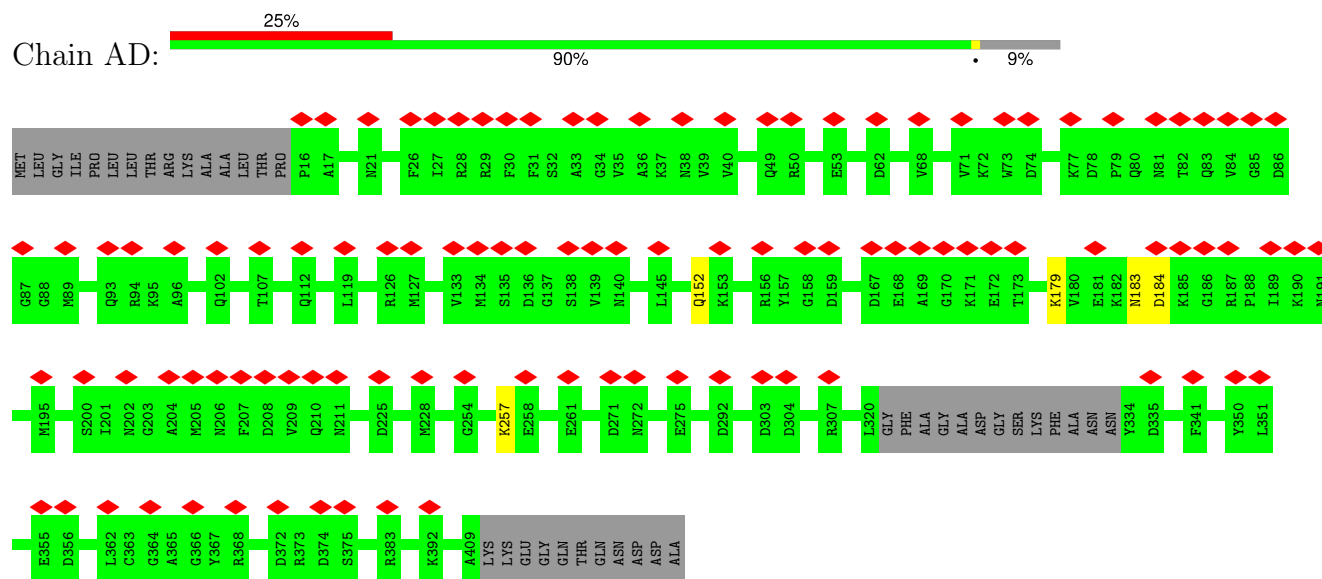 25%
Chain AD:
90%
•
9%
MET LEU GLY ILE PRO LEU LEU THR ARG LYS ALA ALA LEU THR PRO P16 A17 N21 F26 I27 R28 R29 F30 F31 S32 A33 G34 V35 A36 K37 N38 V39 V40 Q49 R50 E53 D62 V68 V71 K72 W73 D74 K77 D78 P79 Q80 N81 T82 Q83 V84 G85 D86
G87 G88 M89 Q93 R94 K95 A96 Q102 T107 Q112 L119 R126 M127 V133 M134 S135 D136 G137 S138 V139 N140 L145 Q152 K153 R156 Y157 G158 D159 D167 E168 A169 G170 K171 E172 T173 K179 V180 E181 K182 N183 D184 K185 G186 R187 P188 I189 K190 N191
M195 S200 I201 N202 G203 A204 M205 N206 F207 D208 V209 Q210 N211 D225 M228 G254 K257 E258 E261 D271 N272 E275 D292 D303 D304 R307 L320 GLY PHE ALA GLY ALA ASP GLY SER LYS PHE ALA ASN ASN Y334 D335 F341 Y350 L351
E355 D356 L362 C363 G364 A365 G366 Y367 R368 D372 R373 D374 S375 R383 K392 A409 LYS LYS GLU GLY GLN THR GLN ASN ASP ASP ALA